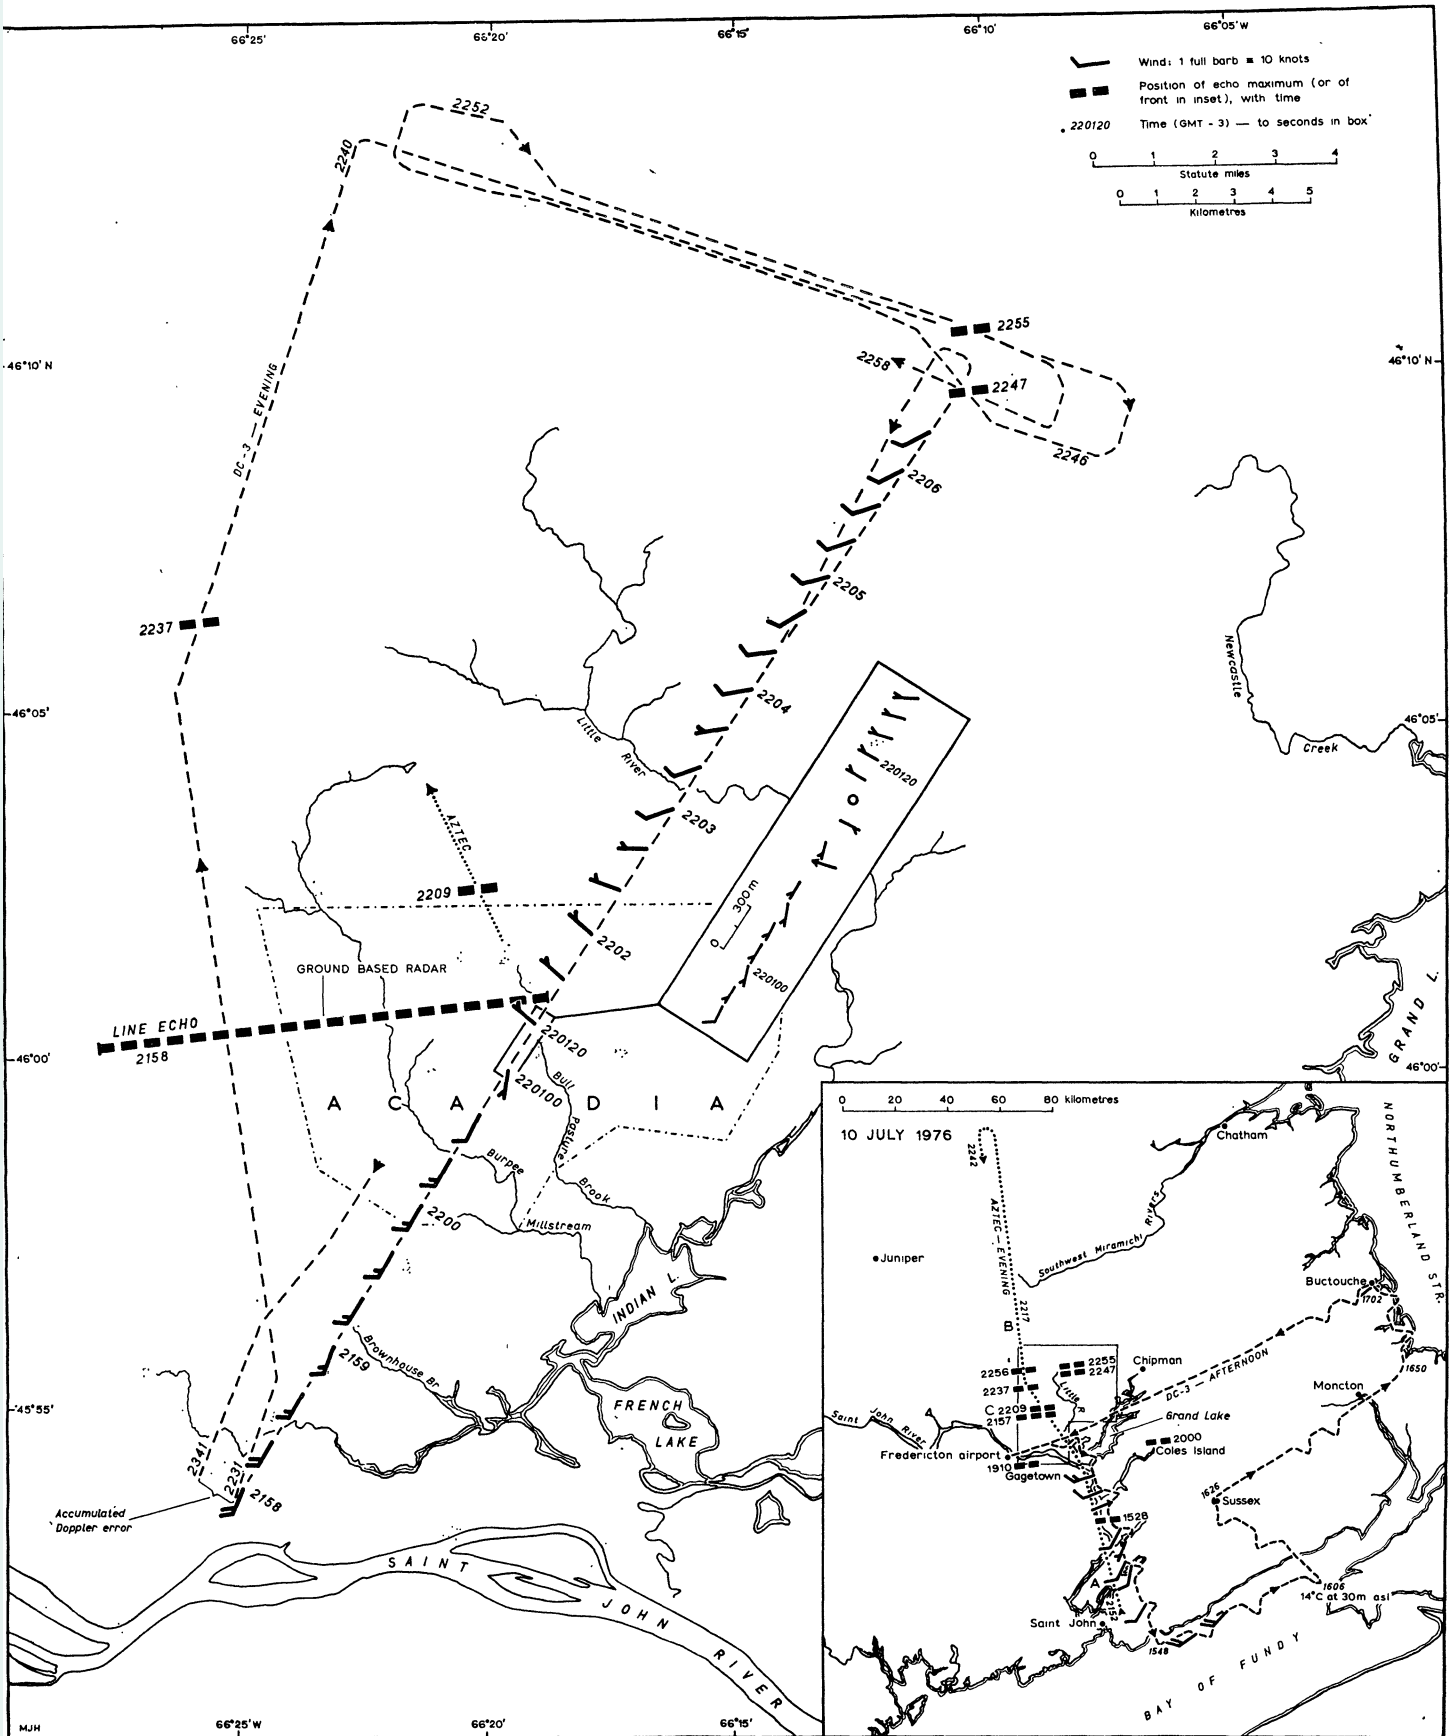 66°25'
66°20'
66°15'
66°10'
66°05'W
Wind: 1 full barb = 10 knots
Position of echo maximum (or of
front in inset), with time
220120 Time (GMT - 3) — to seconds in box
0 1 2 3 4
Statute miles
0 1 2 3 4 5
Kilometres
2252
2240
2255
46°10' N
2258
46°10' N
2247
DC-3 — EVENING
2246
2206
2205
2237
Newcastle
Creek
2204
46°05'
46°05'
Little
River
220120
2203
AZTEC
2209
0 300m
2202
220100
GROUND BASED RADAR
LINE ECHO
2158
220120
46°00'
46°00'
GRAND L.
220100
Bull
Pasture
Brook
A C A D I A
Burpee
Millstream
2200
INDIAN L.
2159
Brownhouse Br
45°55'
FRENCH
LAKE
2341
2231
2158
Accumulated
Doppler error
SAINT JOHN RIVER
MJH
66°25'W
66°20'
66°15'
0 20 40 60 80 kilometres
10 JULY 1976
Chatham
NORTHUMBERLAND STR.
2242
AZTEC — EVENING
Southwest Miramichi Rivers
Juniper
Buctouche
1702
2217
B
2255
2256
2247
Chipman
2237
DC-3 — AFTERNOON
1650
Little R
Moncton
C 2209
2157
Saint John River
Grand Lake
2000
Fredericton airport
Coles Island
1910
Gagetown
1626
Sussex
1528
A
2152
A
1606
14°C at 30m asl
Saint John
1548
BAY OF FUNDY